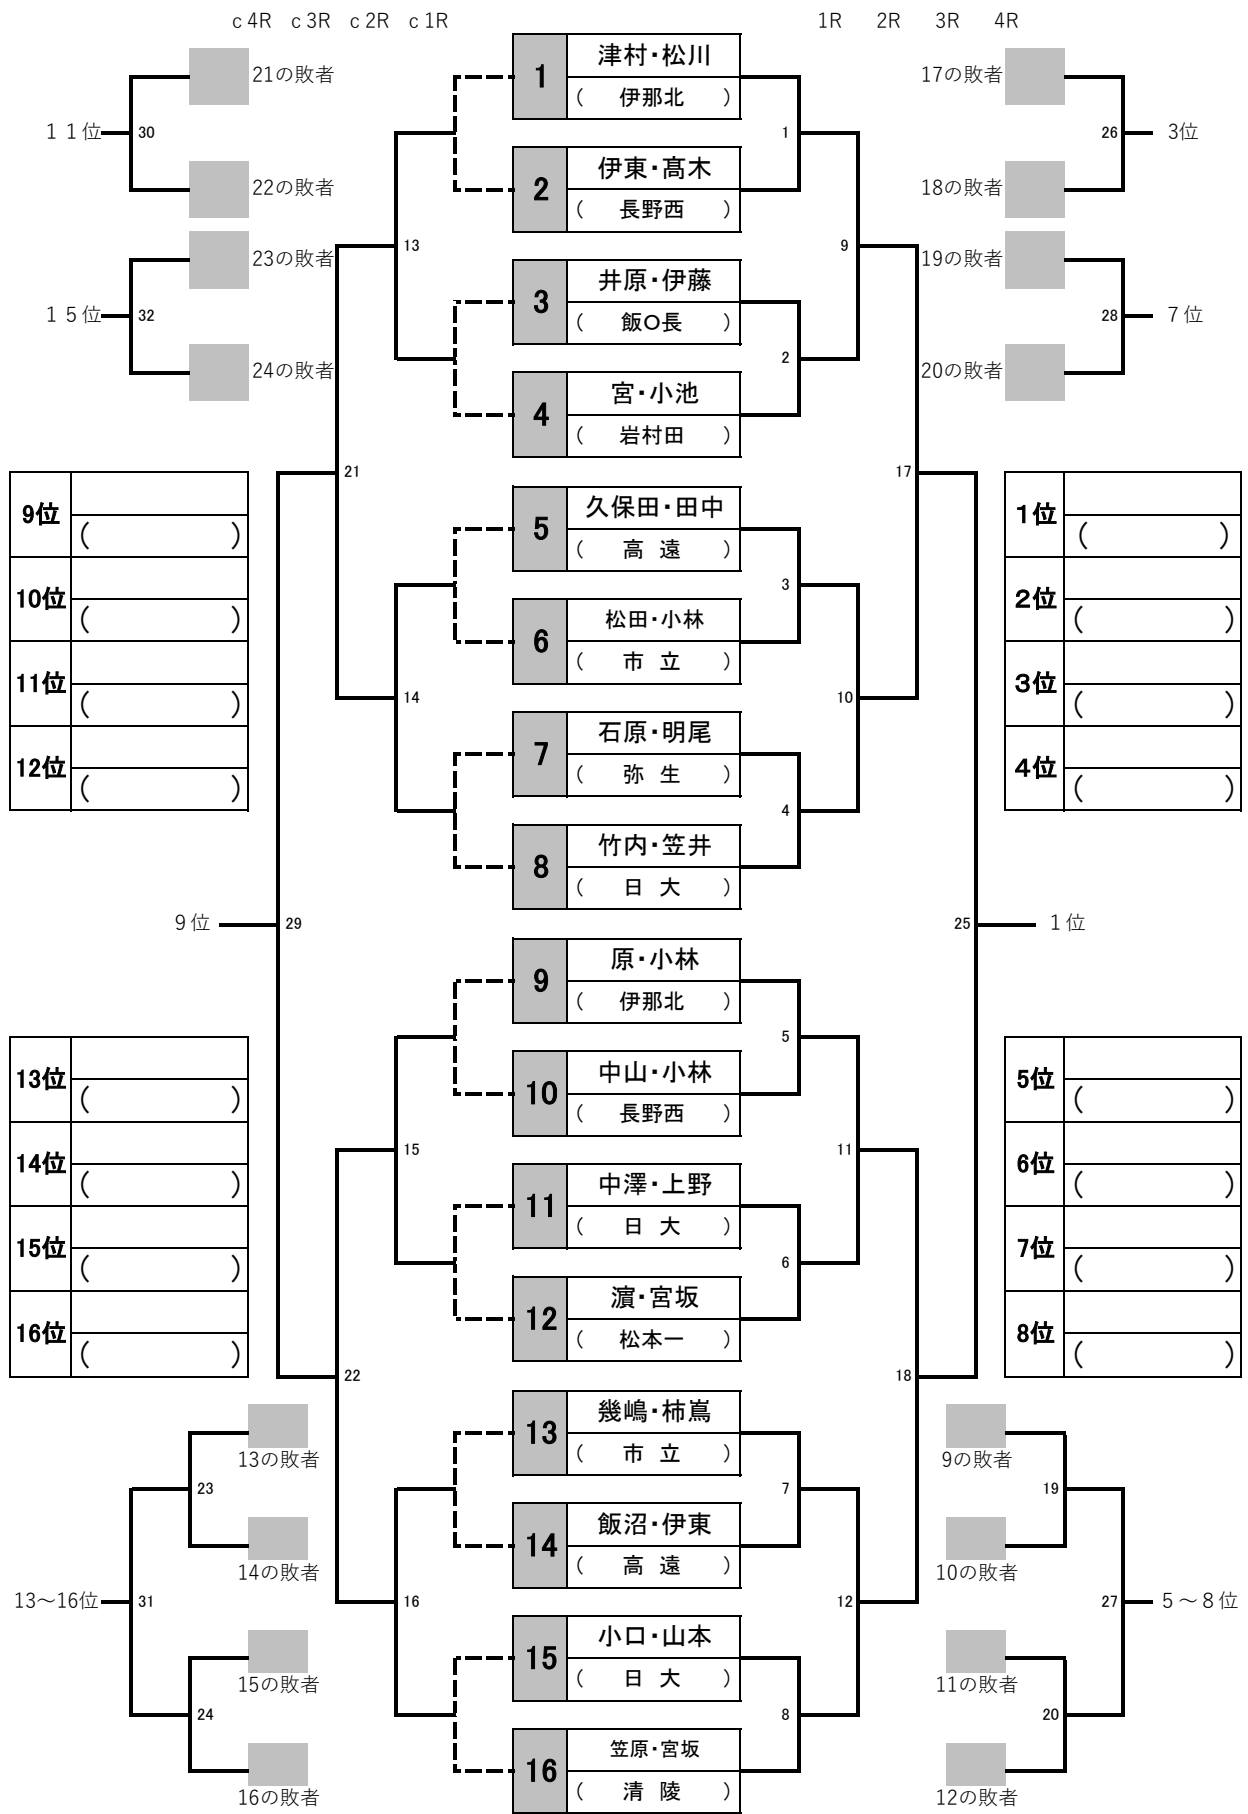 ｃ4R ｃ3R ｃ2R ｃ1R
1R 2R 3R 4R
21の敗者
１１位
30
22の敗者
23の敗者
１５位
32
24の敗者
1
津村・松川
( 伊那北 )
2
伊東・髙木
( 長野西 )
3
井原・伊藤
( 飯O長 )
4
宮・小池
( 岩村田 )
5
久保田・田中
( 高 遠 )
6
松田・小林
( 市 立 )
7
石原・明尾
( 弥 生 )
8
竹内・笠井
( 日 大 )
9
原・小林
( 伊那北 )
10
中山・小林
( 長野西 )
11
中澤・上野
( 日 大 )
12
濵・宮坂
( 松本一 )
13
幾嶋・柿嶌
( 市 立 )
14
飯沼・伊東
( 高 遠 )
15
小口・山本
( 日 大 )
16
笠原・宮坂
( 清 陵 )
1
2
3
4
5
6
7
8
9
10
11
12
13
14
15
16
17
18
21
22
25
29
１位
９位
17の敗者
26
3位
18の敗者
19の敗者
28
７位
20の敗者
9位
( )
10位
( )
11位
( )
12位
( )
13位
( )
14位
( )
15位
( )
16位
( )
1位
( )
2位
( )
3位
( )
4位
( )
5位
( )
6位
( )
7位
( )
8位
( )
13の敗者
23
14の敗者
13～16位
31
15の敗者
24
16の敗者
9の敗者
19
10の敗者
27
５～８位
11の敗者
20
12の敗者